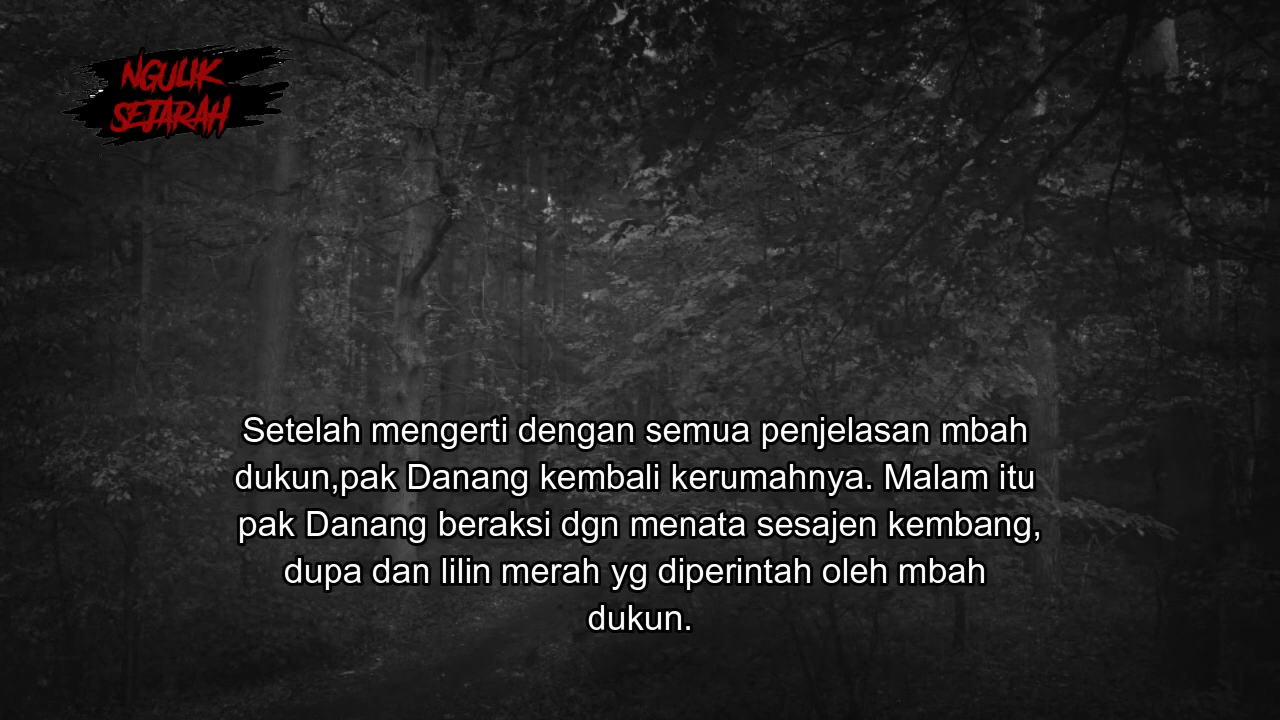 NGULIK
SEJARAH
Setelah mengerti dengan semua penjelasan mbah
dukun,pak Danang kembali kerumahnya. Malam itu
pak Danang beraksi dgn menata sesajen kembang,
dupa dan lilin merah yg diperintah oleh mbah
dukun.